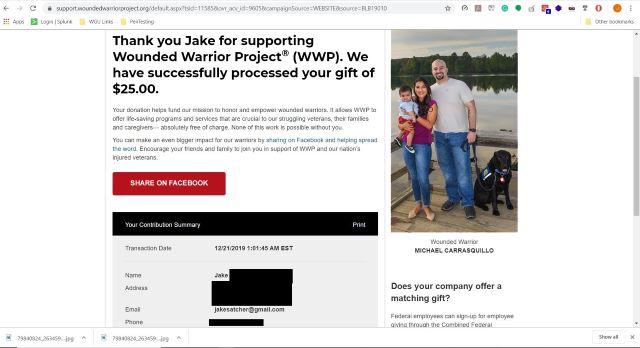 support.woundedwarriorproject.org/default.aspx?tsid=11585&ovr_acv_id=9605&campaignSource=WEBSITE&source=BLB19010
Apps
Login | Splunk
WGU Links
PenTesting
Other bookmarks
Thank you Jake for supporting
Wounded Warrior Project® (WWP). We
have successfully processed your gift of
$25.00.
Your donation helps fund our mission to honor and empower wounded warriors. It allows WWP to
offer life-saving programs and services that are crucial to our struggling veterans, their families
and caregivers— absolutely free of charge. None of this work is possible without you.
You can make an even bigger impact for our warriors by sharing on Facebook and helping spread
the word. Encourage your friends and family to join you in support of WWP and our nation's
injured veterans.
SHARE ON FACEBOOK
Your Contribution Summary Print
Transaction Date 12/21/2019 1:01:45 AM EST
Name Jake
Address
Email jakesatcher@gmail.com
Phone
Wounded Warrior
MICHAEL CARRASQUILLO
Does your company offer a
matching gift?
Federal employees can sign-up for employee
giving through the Combined Federal
79840824_263459....jpg
79840824_263459....jpg
Show all